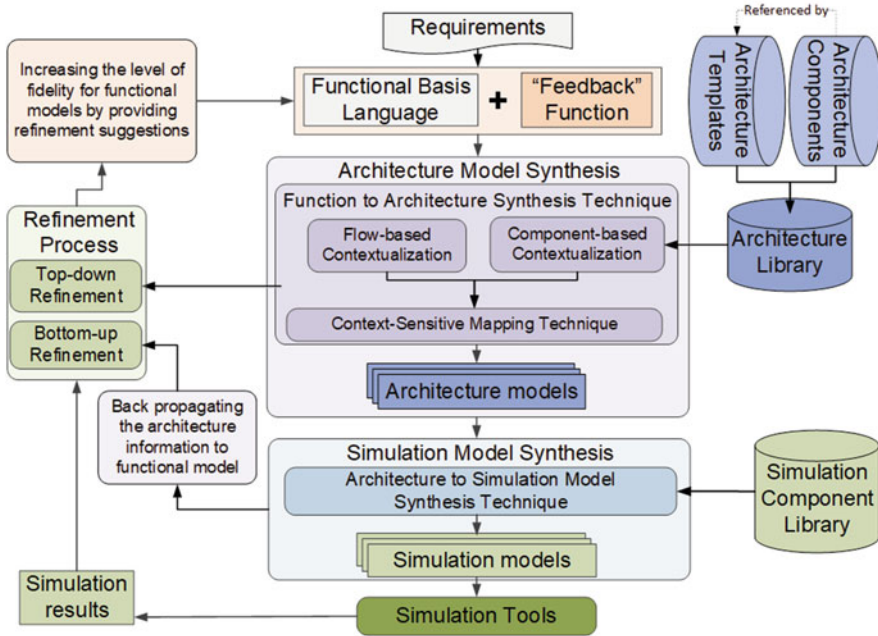 Requirements
Referenced by
Increasing the level of
fidelity for functional
models by providing
refinement suggestions
Functional Basis
Language
+
“Feedback”
Function
Architecture
Templates
Architecture
Components
Architecture Model Synthesis
Function to Architecture Synthesis Technique
Flow-based
Contextualization
Component-based
Contextualization
Context-Sensitive Mapping Technique
Architecture models
Architecture
Library
Refinement
Process
Top-down
Refinement
Bottom-up
Refinement
Back propagating
the architecture
information to
functional model
Simulation Model Synthesis
Architecture to Simulation Model
Synthesis Technique
Simulation models
Simulation
Component
Library
Simulation
results
Simulation Tools